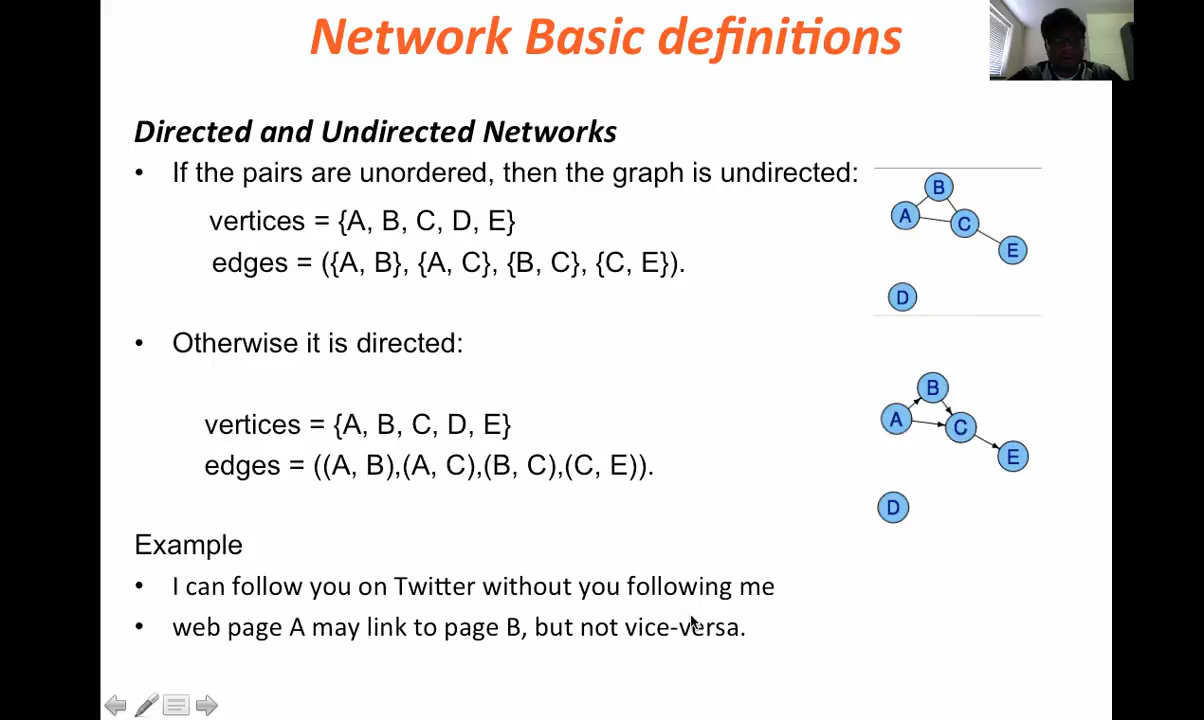 Network Basic definitions
Directed and Undirected Networks
• If the pairs are unordered, then the graph is undirected:
vertices = {A, B, C, D, E}
edges = ({A, B}, {A, C}, {B, C}, {C, E}).
B
A
C
E
D
• Otherwise it is directed:
vertices = {A, B, C, D, E}
edges = ((A, B),(A, C),(B, C),(C, E)).
B
A
C
E
D
Example
• I can follow you on Twitter without you following me
• web page A may link to page B, but not vice-versa.